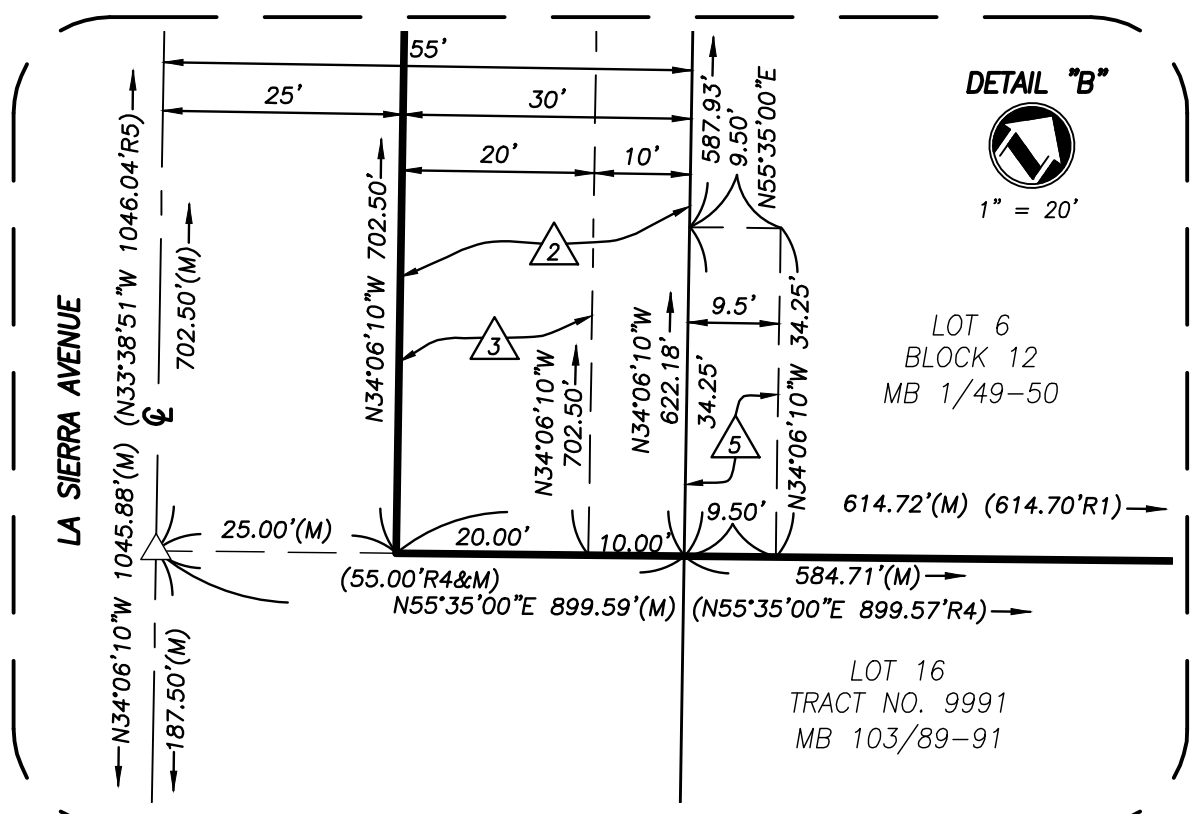 55'
25'
30'
20'
10'
587.93'
9.50'
N55°35'00"E
DETAIL "B"
1" = 20'
LA SIERRA AVENUE
N34°06'10"W 1045.88'(M) (N33°38'51"W 1046.04'R5)
702.50'(M)
℄
N34°06'10"W 702.50'
2
3
N34°06'10"W
702.50'
N34°06'10"W
622.18'
34.25'
9.5'
5
N34°06'10"W 34.25'
LOT 6
BLOCK 12
MB 1/49-50
614.72'(M) (614.70'R1)
25.00'(M)
20.00'
10.00'
9.50'
(55.00'R4&M)
584.71'(M)
N55°35'00"E 899.59'(M) (N55°35'00"E 899.57'R4)
187.50'(M)
LOT 16
TRACT NO. 9991
MB 103/89-91